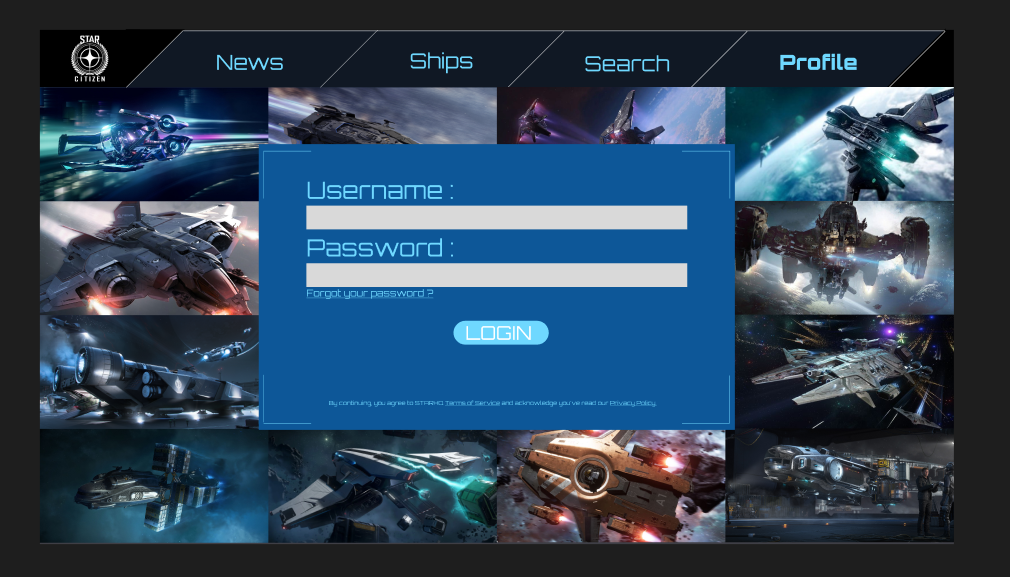 STAR
CITIZEN
News
Ships
Search
Profile
Username :
Password :
Forgot your password ?
LOGIN
By continuing, you agree to STARHQ Terms of Service and acknowledge you've read our Privacy Policy.